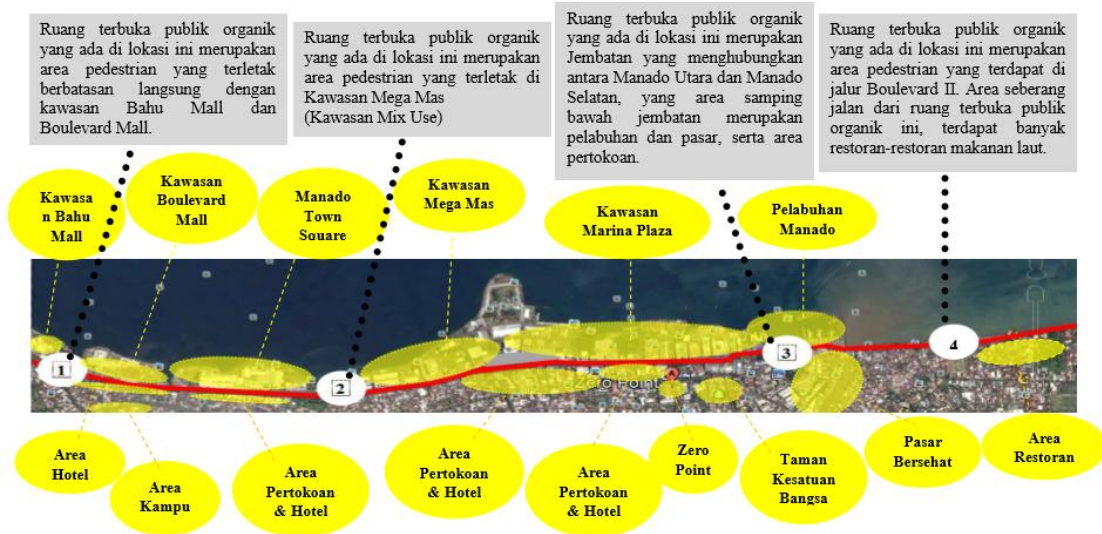 Ruang terbuka publik organik
yang ada di lokasi ini merupakan
area pedestrian yang terletak
berbatasan langsung dengan
kawasan Bahu Mall dan
Boulevard Mall.
Ruang terbuka publik organik
yang ada di lokasi ini merupakan
area pedestrian yang terletak di
Kawasan Mega Mas
(Kawasan Mix Use)
Ruang terbuka publik organik
yang ada di lokasi ini merupakan
Jembatan yang menghubungkan
antara Manado Utara dan Manado
Selatan, yang area samping
bawah jembatan merupakan
pelabuhan dan pasar, serta area
pertokoan.
Ruang terbuka publik organik
yang ada di lokasi ini merupakan
area pedestrian yang terdapat di
jalur Boulevard II. Area seberang
jalan dari ruang terbuka publik
organik ini, terdapat banyak
restoran-restoran makanan laut.
Kawasa
n Bahu
Mall
Kawasan
Boulevard
Mall
Manado
Town
Square
Kawasan
Mega Mas
Kawasan
Marina Plaza
Pelabuhan
Manado
1
2
3
4
Zero Point
Area
Hotel
Area
Kampu
Area
Pertokoan
& Hotel
Area
Pertokoan
& Hotel
Area
Pertokoan
& Hotel
Zero
Point
Taman
Kesatuan
Bangsa
Pasar
Bersehat
Area
Restoran